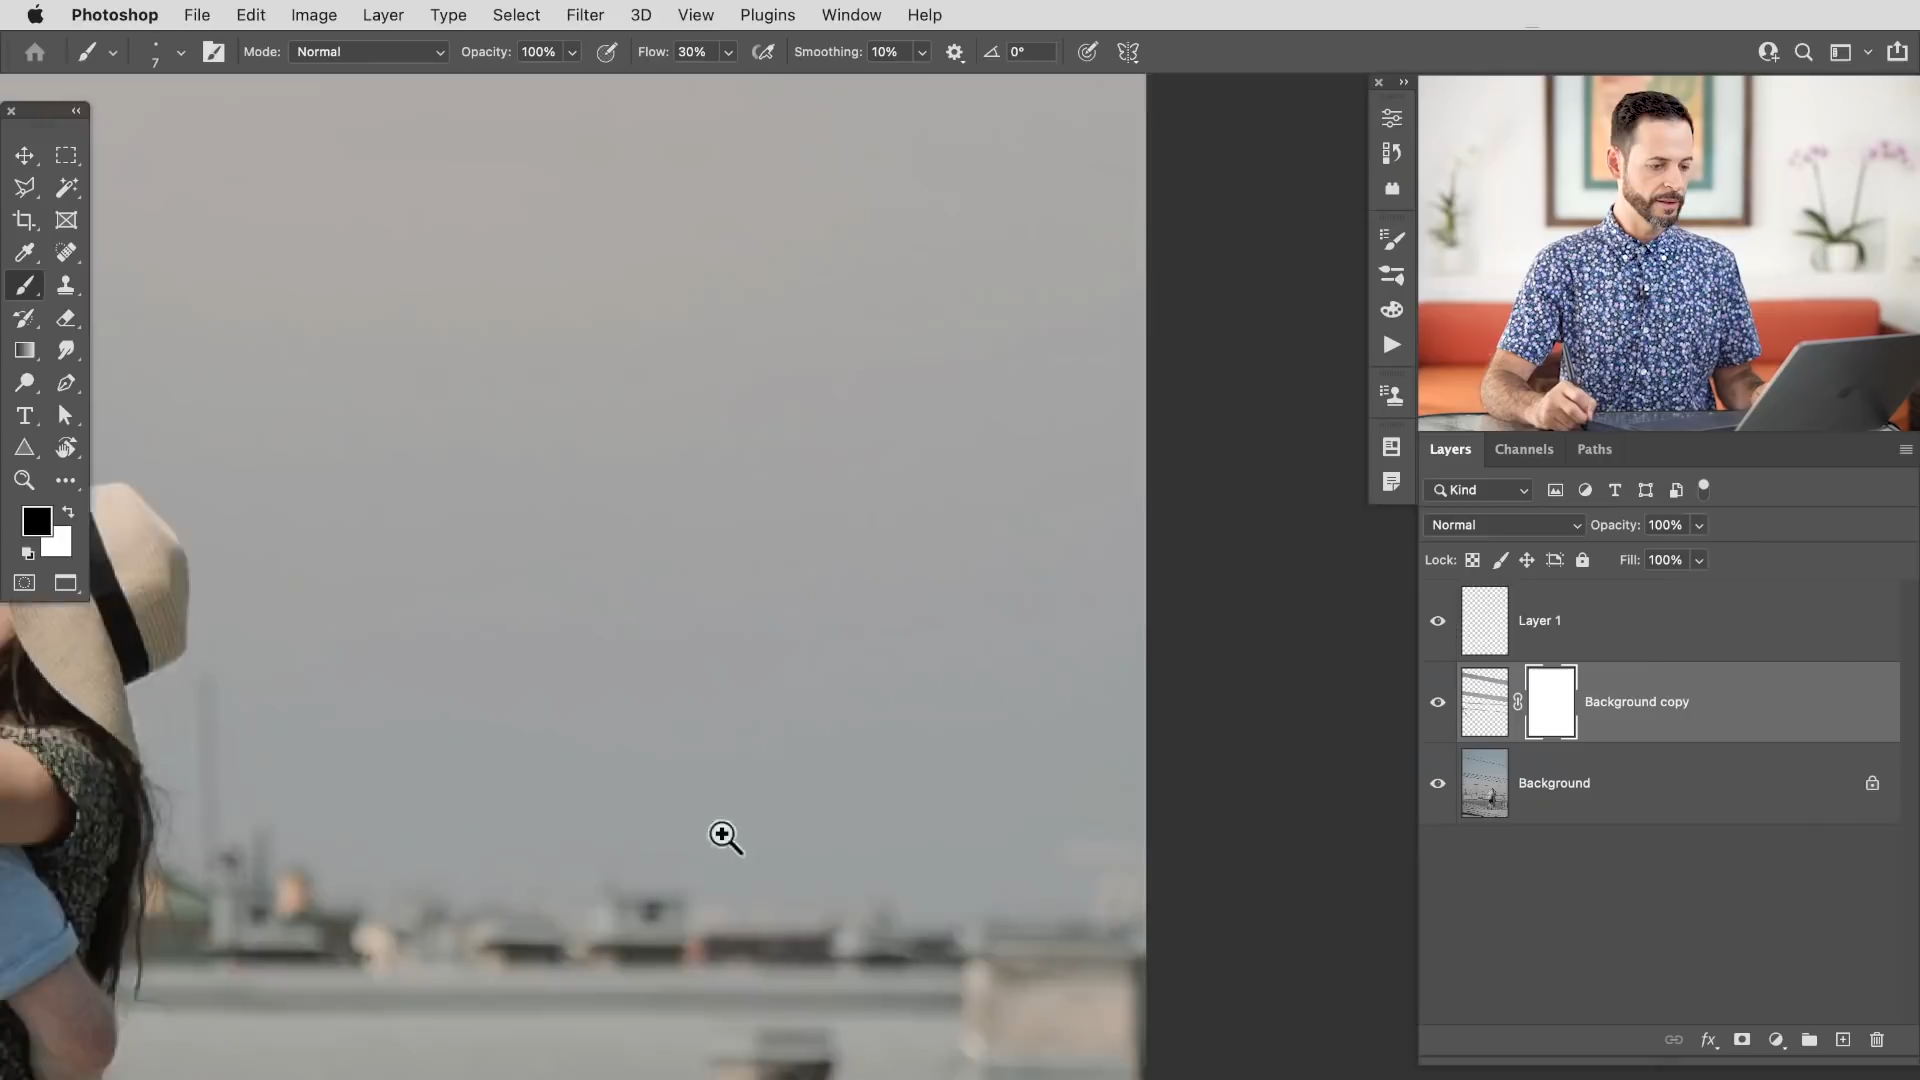 Photoshop File Edit Image Layer Type Select Filter 3D View Plugins Window Help
7 Mode: Normal Opacity: 100% Flow: 30% Smoothing: 10% 0°
Layers Channels Paths
Kind
Normal Opacity: 100%
Lock: Fill: 100%
Layer 1
Background copy
Background